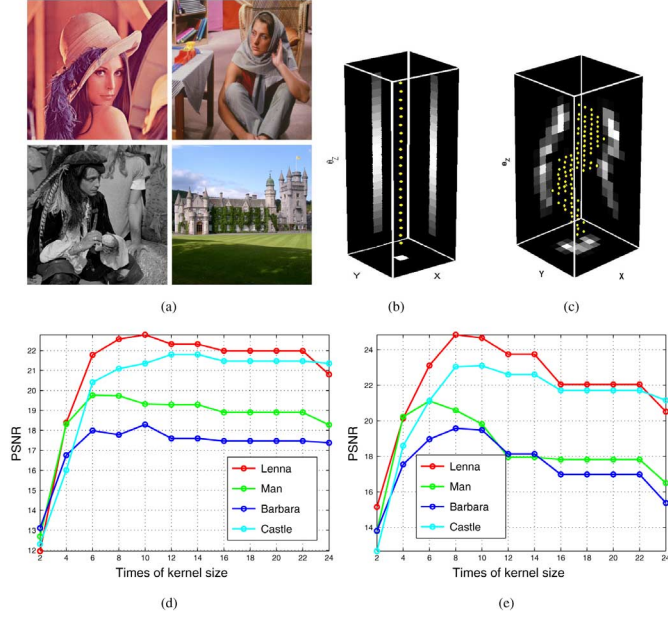 θz
Y
X
θz
Y
X
(a)
(b)
(c)
PSNR
22
21
20
19
18
17
16
15
14
13
12
2
4
6
8
10
12
14
16
18
20
22
24
Lenna
Man
Barbara
Castle
Times of kernel size
PSNR
24
22
20
18
16
14
2
4
6
8
10
12
14
16
18
20
22
24
Lenna
Man
Barbara
Castle
Times of kernel size
(d)
(e)